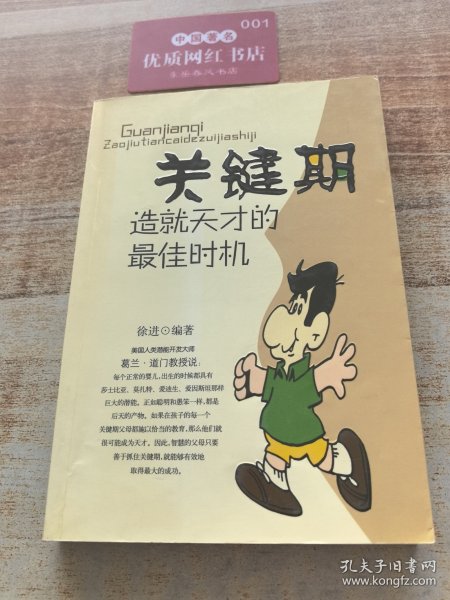 001
中国著名
优质网红书店
Guanjianqi
Zaojiutiancaidezuijiashiji
关键期
造就天才的
最佳时机
徐进⊙编著
美国人类潜能开发大师
葛兰·道门教授说：
每个正常的婴儿，出生的时候都具有
莎士比亚、莫扎特、爱迪生、爱因斯坦那样
巨大的潜能。正如聪明和愚笨一样，都是
后天的产物。如果在孩子的每一个
关键期父母都施以恰当的教育，那么他们就
很可能成为天才。因此，智慧的父母只要
善于抓住关键期，就能够有效地
取得最大的成功。
孔夫子旧书网
www.kongfz.com